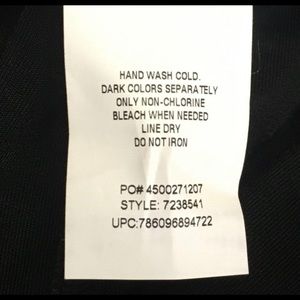 HAND WASH COLD.
DARK COLORS SEPARATELY
ONLY NON-CHLORINE
BLEACH WHEN NEEDED
LINE DRY
DO NOT IRON
PO# 4500271207
STYLE: 7238541
UPC:786096894722